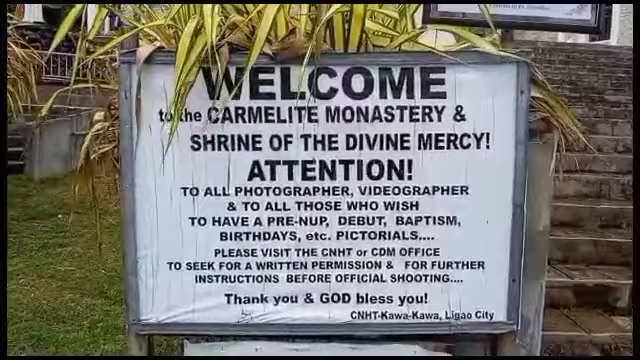 WELCOME
to the CARMELITE MONASTERY &
SHRINE OF THE DIVINE MERCY!
ATTENTION!
TO ALL PHOTOGRAPHER, VIDEOGRAPHER
& TO ALL THOSE WHO WISH
TO HAVE A PRE-NUP, DEBUT, BAPTISM,
BIRTHDAYS, etc. PICTORIALS....
PLEASE VISIT THE CNHT or CDM OFFICE
TO SEEK FOR A WRITTEN PERMISSION & FOR FURTHER
INSTRUCTIONS BEFORE OFFICIAL SHOOTING....
Thank you & GOD bless you!
CNHT-Kawa-Kawa, Ligao City